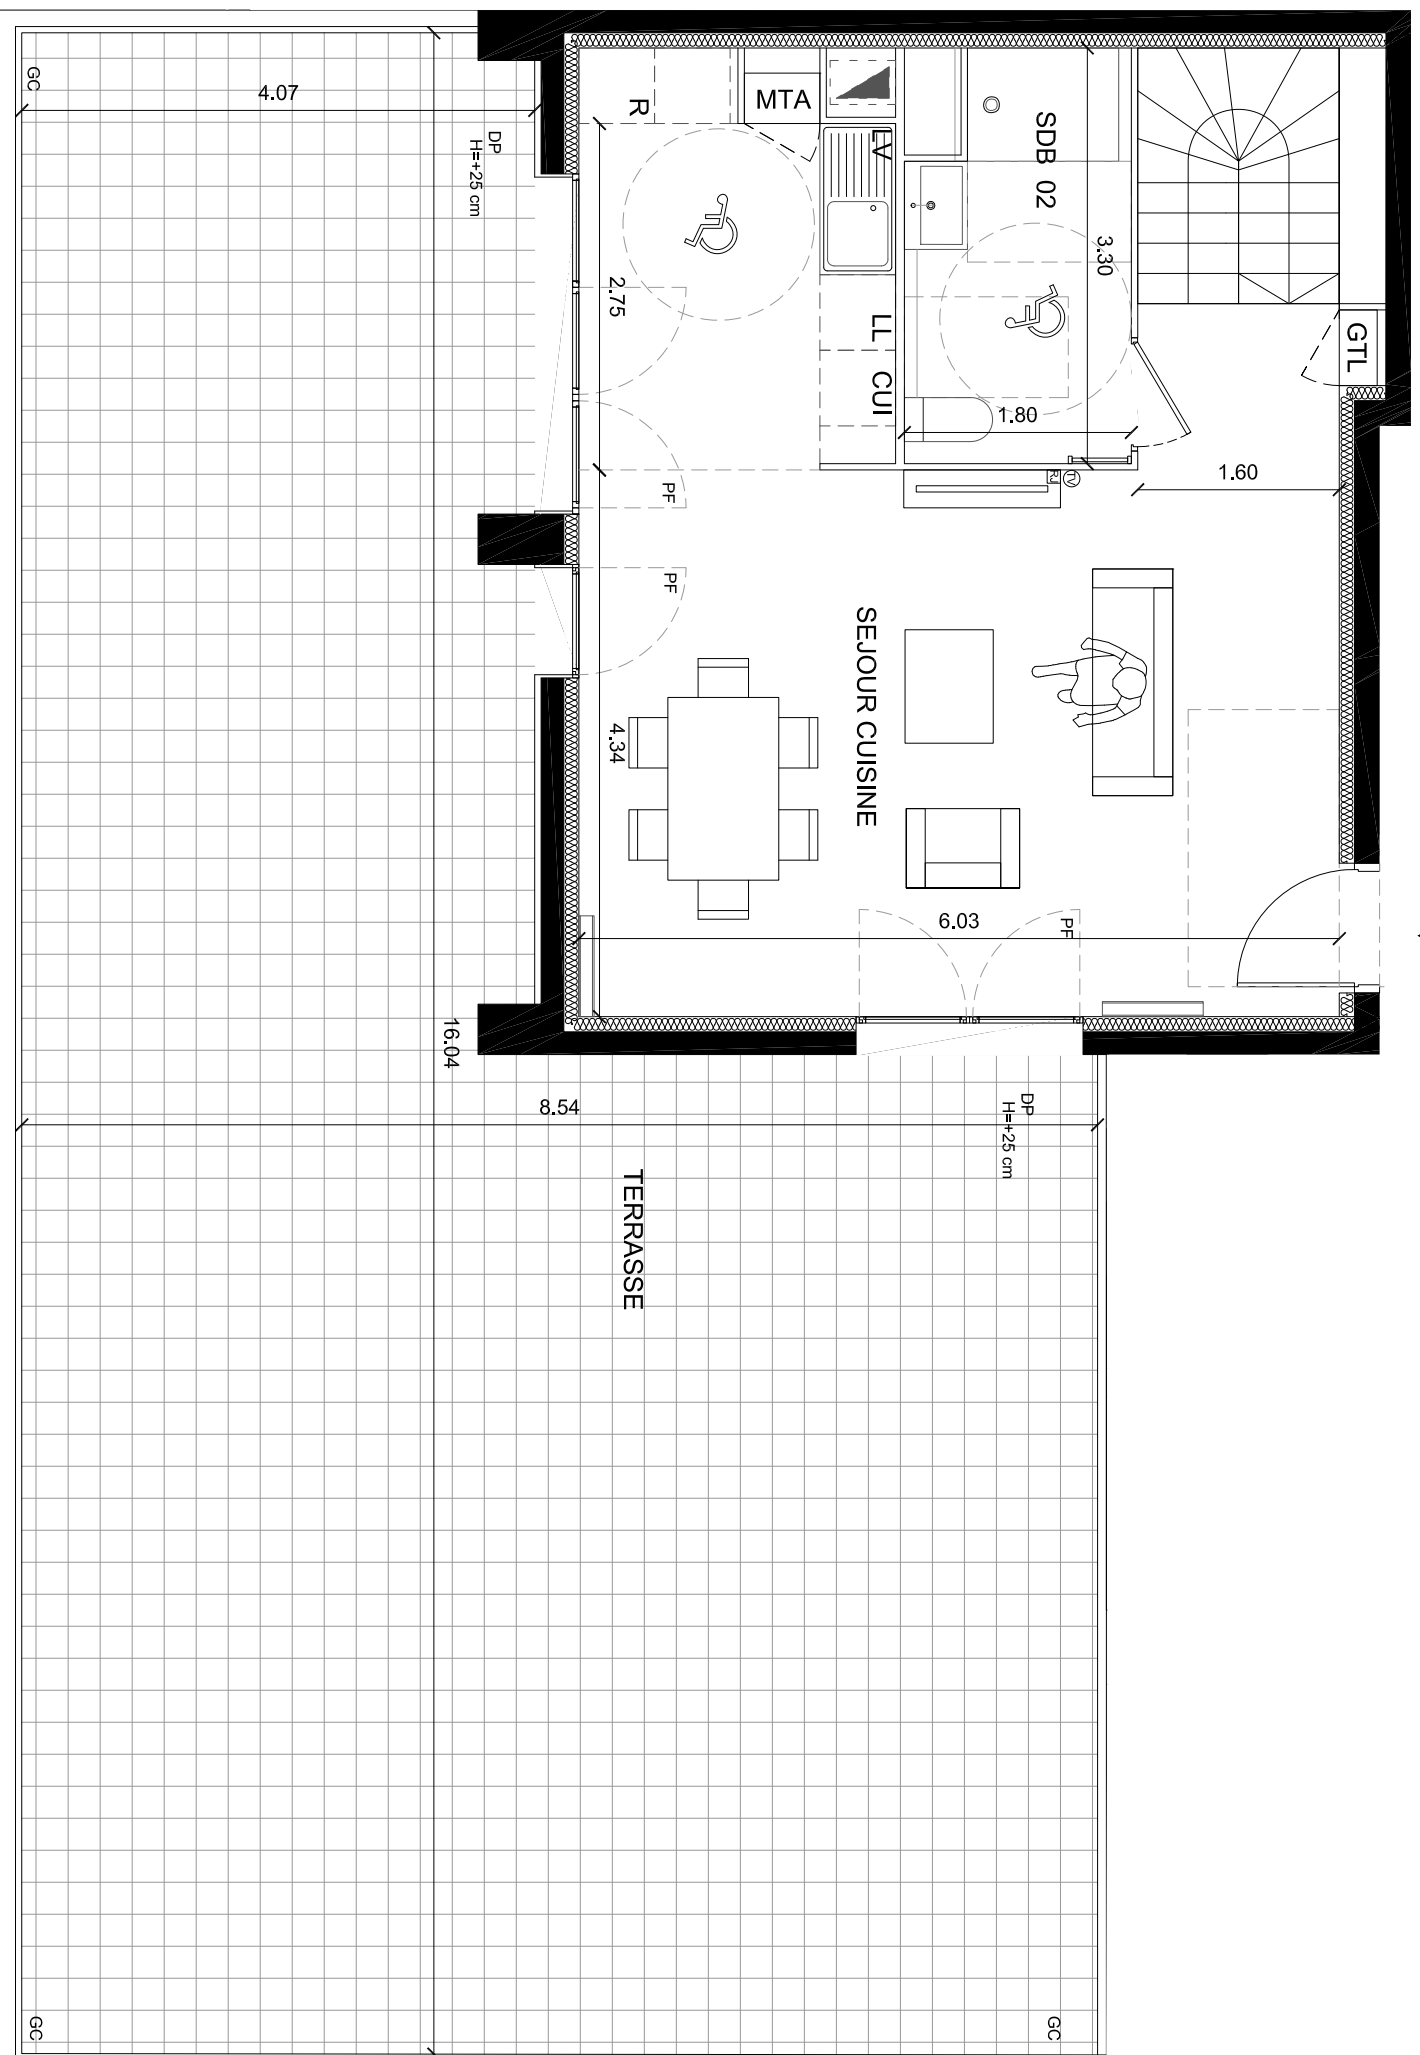 GC
4.07
DP
H=+25 cm
R
MTA
LV
SDB 02
3.30
2.75
LL
CUI
GTL
1.80
1.60
PF
RJ
TV
PF
SEJOUR CUISINE
4.34
6.03
PF
16.04
8.54
DP
H=+25 cm
TERRASSE
GC
GC